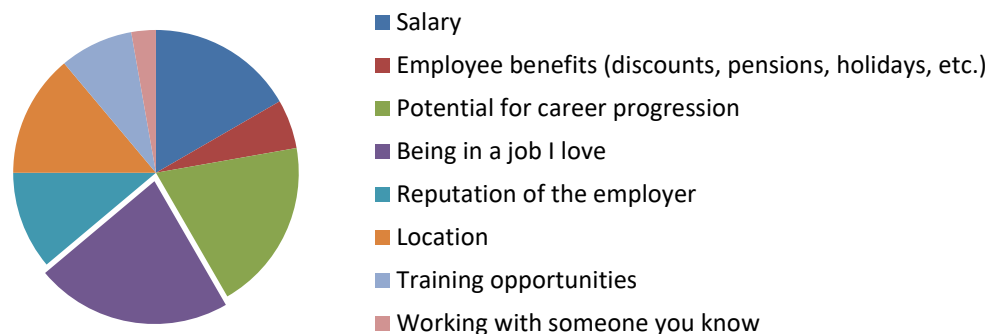 Salary
Employee benefits (discounts, pensions, holidays, etc.)
Potential for career progression
Being in a job I love
Reputation of the employer
Location
Training opportunities
Working with someone you know